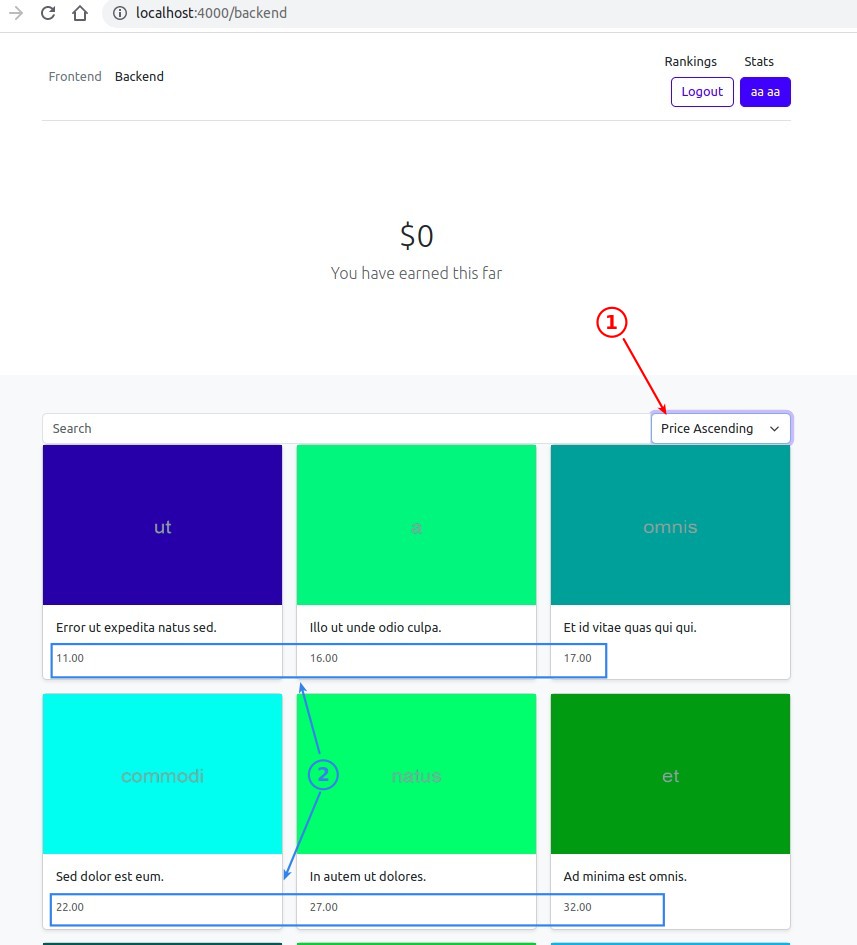 localhost:4000/backend
Rankings Stats
Frontend Backend
Logout aa aa
$0
You have earned this far
1
Search Price Ascending
ut a omnis
Error ut expedita natus sed. Illo ut unde odio culpa. Et id vitae quas qui qui.
11.00 16.00 17.00
commodi 2 natus et
Sed dolor est eum. In autem ut dolores. Ad minima est omnis.
22.00 27.00 32.00